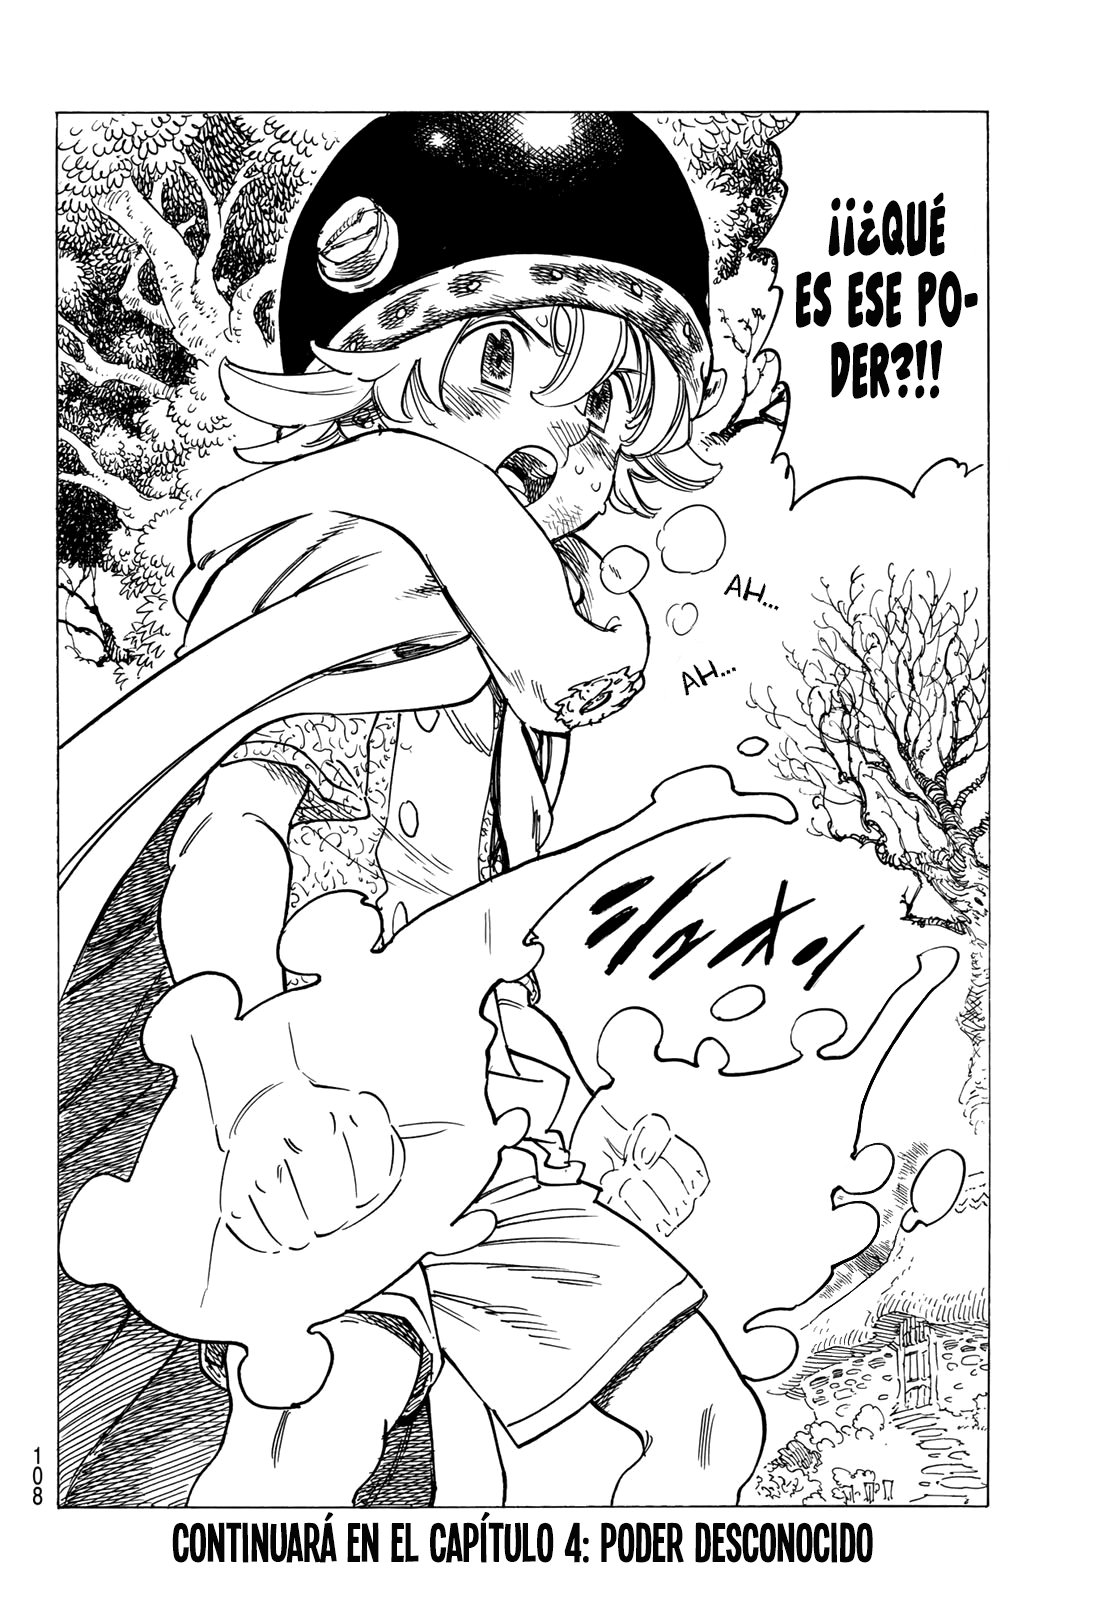 ¡¡¿QUÉ
ES ESE PO-
DER?!!
AH...
AH...
108
CONTINUARÁ EN EL CAPÍTULO 4: PODER DESCONOCIDO